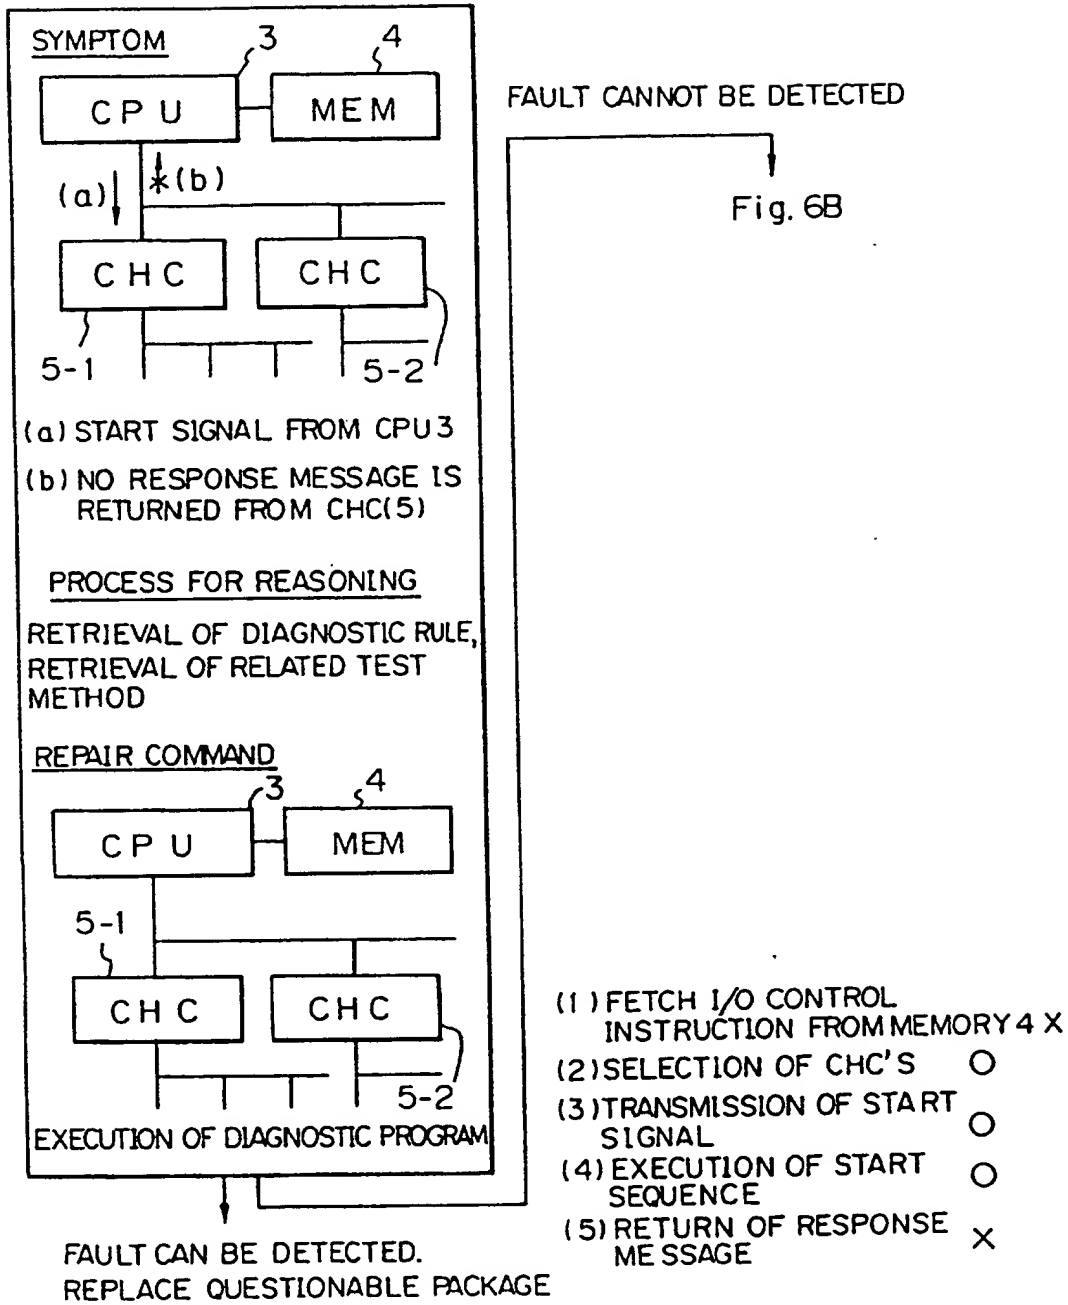 SYMPTOM
3
4
CPU
MEM
(a)
*(b)
CHC
CHC
5-1
5-2
(a) START SIGNAL FROM CPU 3
(b) NO RESPONSE MESSAGE IS
RETURNED FROM CHC(5)
PROCESS FOR REASONING
RETRIEVAL OF DIAGNOSTIC RULE,
RETRIEVAL OF RELATED TEST
METHOD
REPAIR COMMAND
3
4
CPU
MEM
5-1
CHC
CHC
5-2
EXECUTION OF DIAGNOSTIC PROGRAM
FAULT CAN BE DETECTED.
REPLACE QUESTIONABLE PACKAGE
FAULT CANNOT BE DETECTED
Fig. 6B
(1) FETCH I/O CONTROL
INSTRUCTION FROM MEMORY 4 X
(2) SELECTION OF CHC'S O
(3) TRANSMISSION OF START
SIGNAL O
(4) EXECUTION OF START
SEQUENCE O
(5) RETURN OF RESPONSE
MESSAGE X